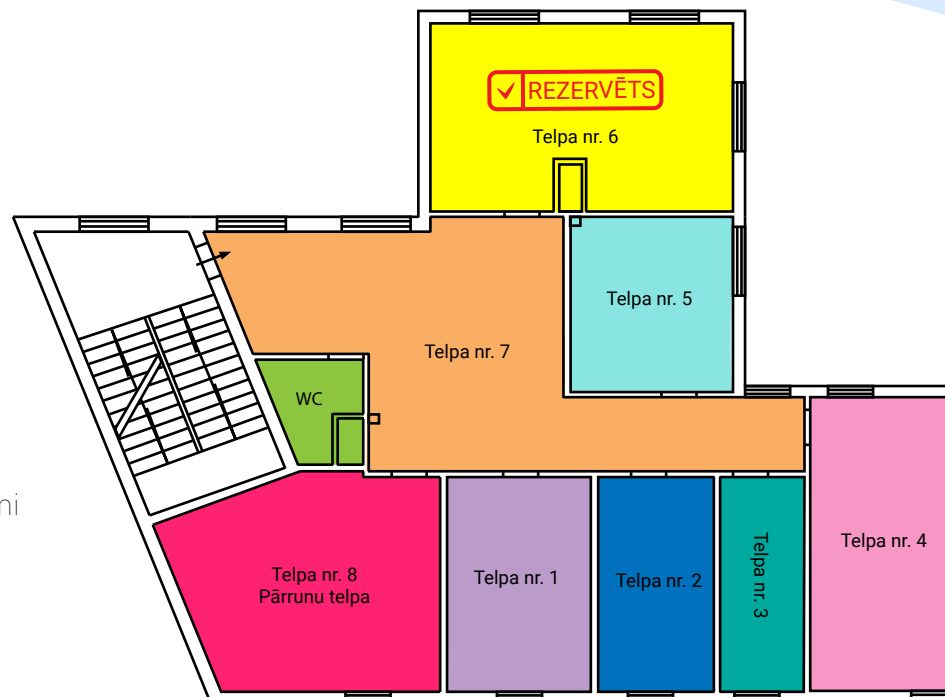 REZERVĒTS
Telpa nr. 6
Telpa nr. 5
Telpa nr. 7
WC
Telpa nr. 4
Telpa nr. 8
Pārrunu telpa
Telpa nr. 1
Telpa nr. 2
Telpa nr. 3